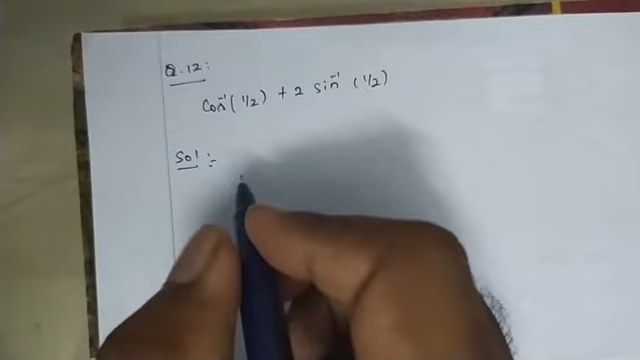 Q.12:
Cos⁻¹(1/2) + 2 sin⁻¹ (1/2)
Sol :-